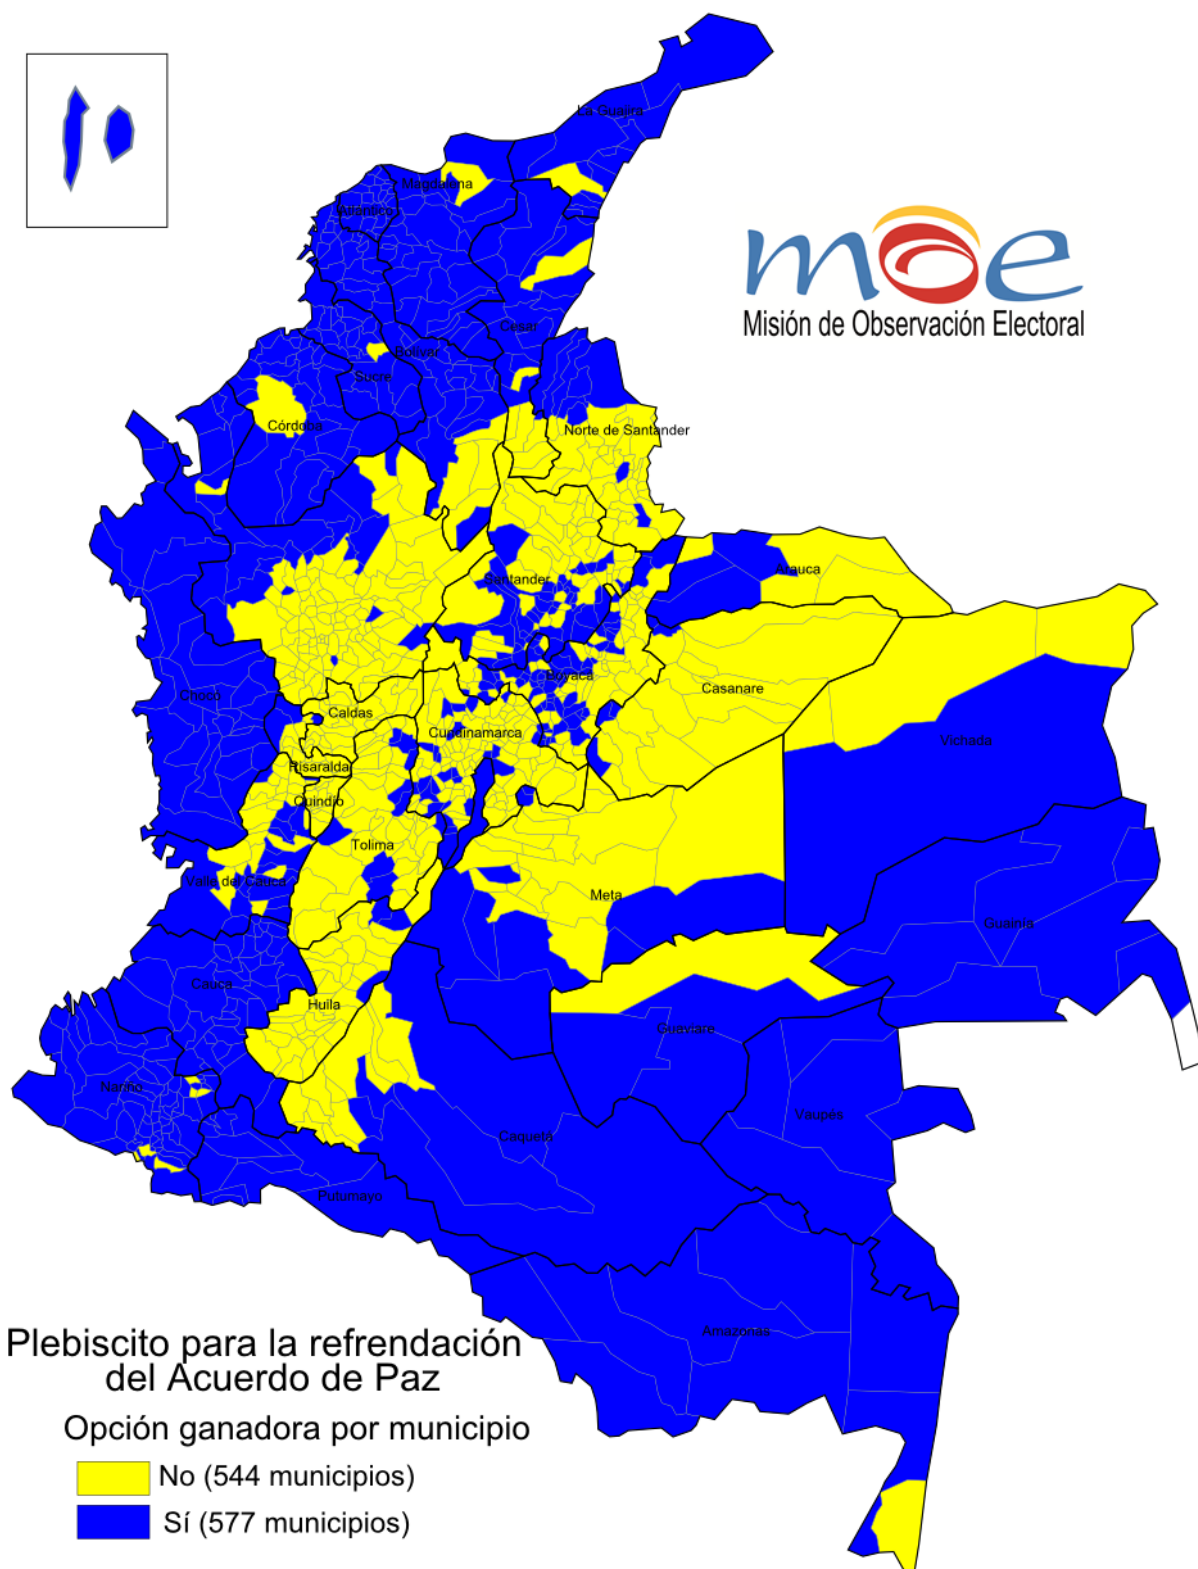 La Guajira
Magdalena
Atlántico
moe
Misión de Observación Electoral
Cesar
Bolívar
Sucre
Córdoba
Norte de Santander
Arauca
Santander
Boyacá
Chocó
Casanare
Caldas
Cundinamarca
Vichada
Risaralda
Quindío
Tolima
Valle del Cauca
Meta
Guainía
Cauca
Huila
Guaviare
Nariño
Vaupés
Caquetá
Putumayo
Amazonas
Plebiscito para la refrendación
del Acuerdo de Paz
Opción ganadora por municipio
No (544 municipios)
Sí (577 municipios)